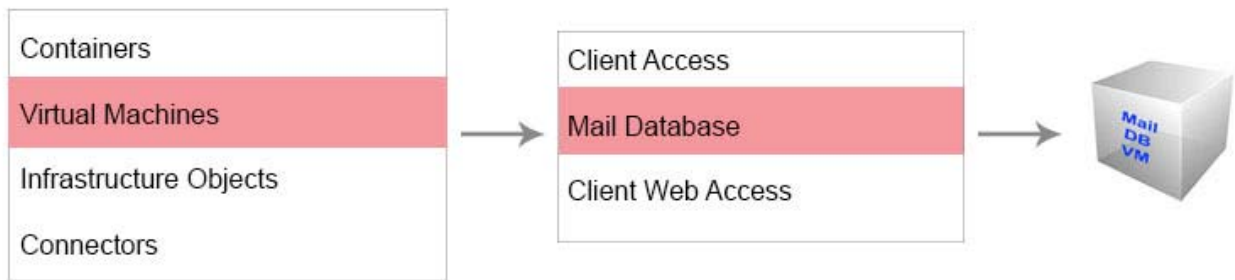 Containers
Virtual Machines
Infrastructure Objects
Connectors
Client Access
Mail Database
Client Web Access
Mail
DB
VM